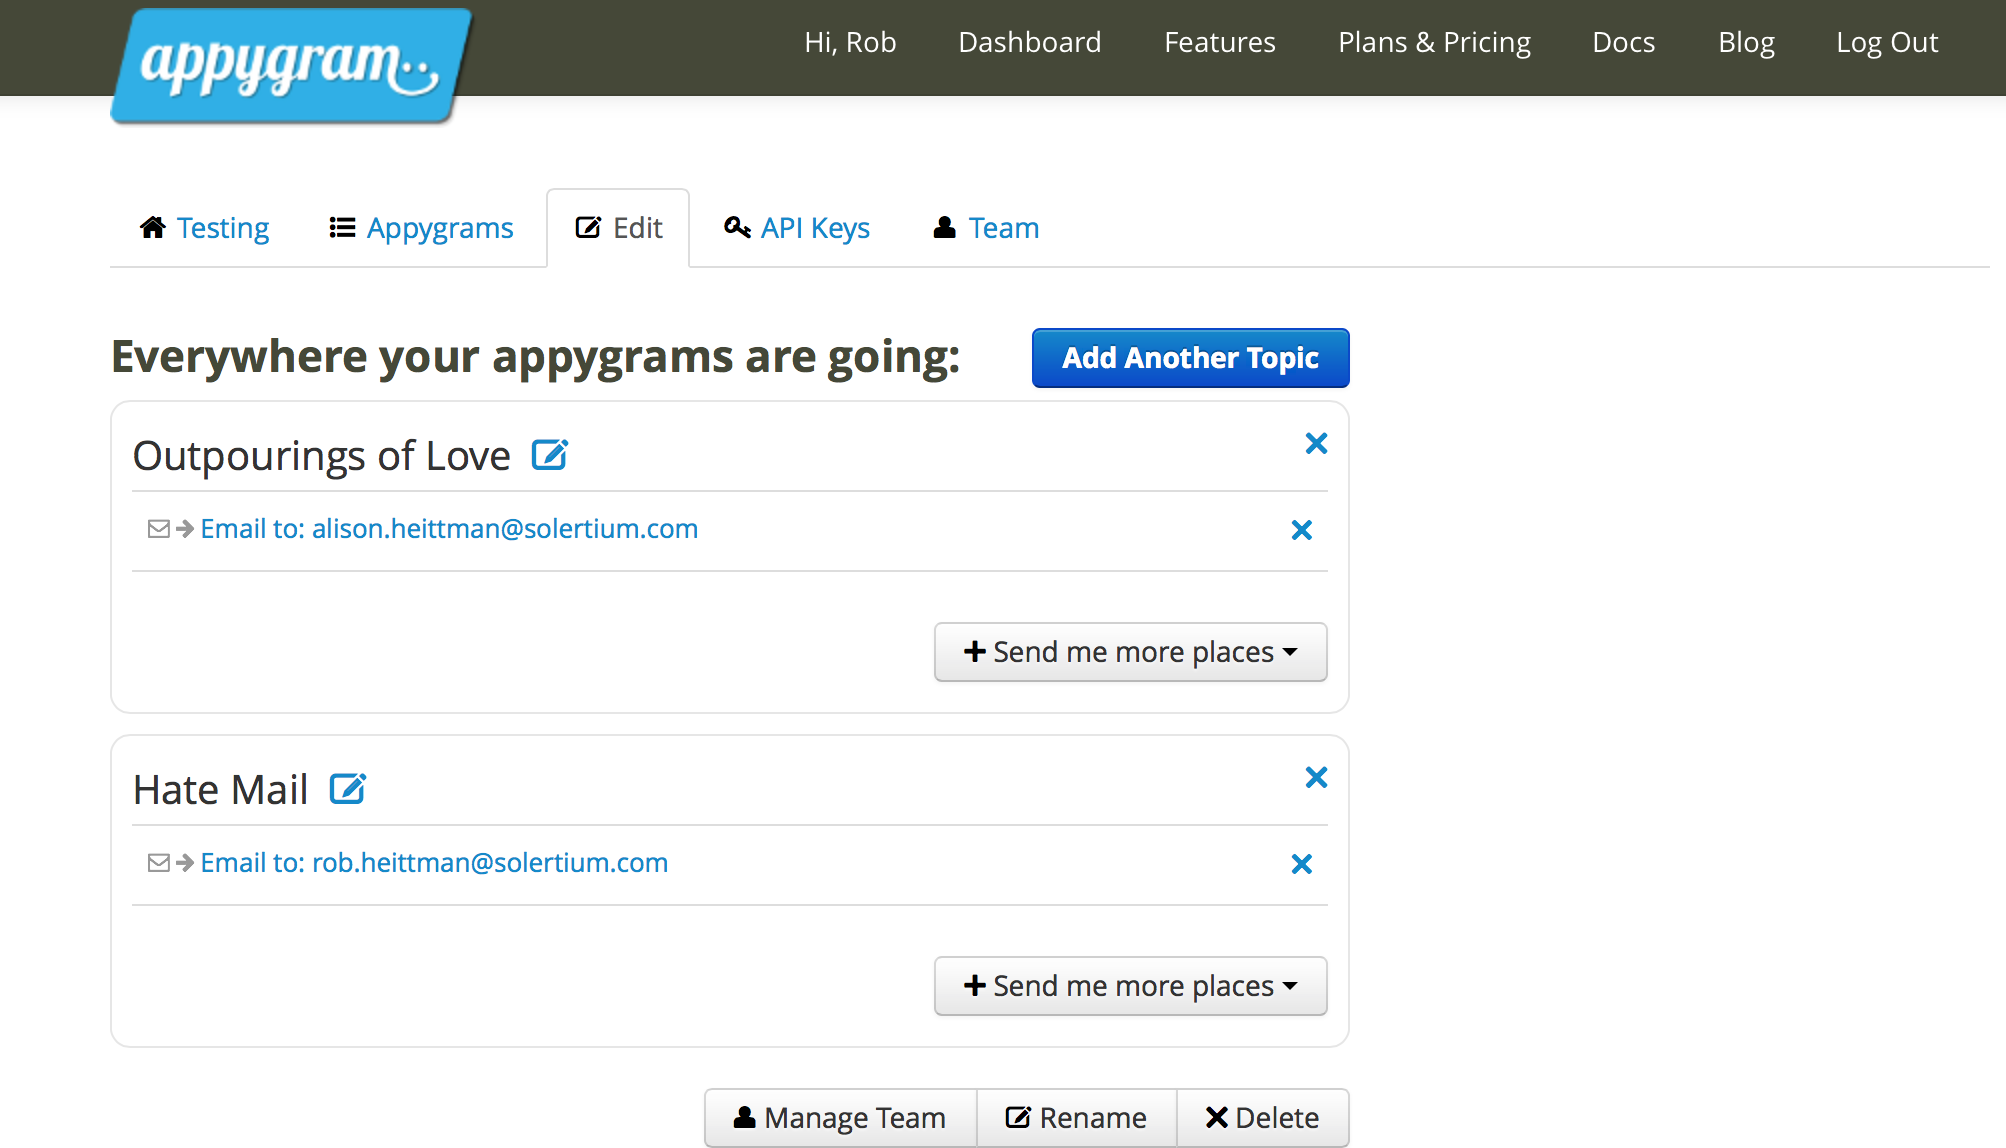 appygram
Hi, Rob Dashboard Features Plans & Pricing Docs Blog Log Out
Testing Appygrams Edit API Keys Team
Everywhere your appygrams are going: Add Another Topic
Outpourings of Love
Email to: alison.heittman@solertium.com
Send me more places
Hate Mail
Email to: rob.heittman@solertium.com
Send me more places
Manage Team Rename Delete